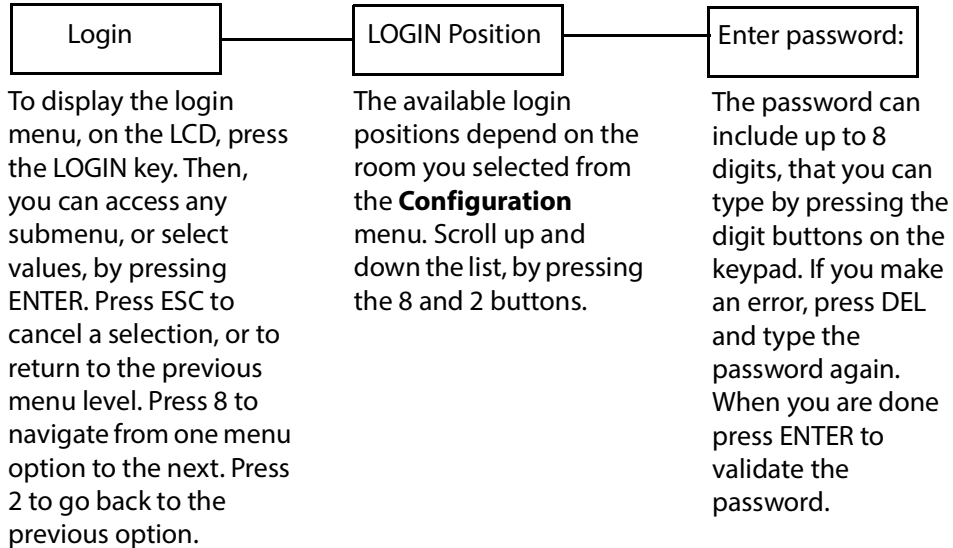 Login
LOGIN Position
Enter password:
To display the login
menu, on the LCD, press
the LOGIN key. Then,
you can access any
submenu, or select
values, by pressing
ENTER. Press ESC to
cancel a selection, or to
return to the previous
menu level. Press 8 to
navigate from one menu
option to the next. Press
2 to go back to the
previous option.
The available login
positions depend on the
room you selected from
the Configuration
menu. Scroll up and
down the list, by pressing
the 8 and 2 buttons.
The password can
include up to 8
digits, that you can
type by pressing the
digit buttons on the
keypad. If you make
an error, press DEL
and type the
password again.
When you are done
press ENTER to
validate the
password.